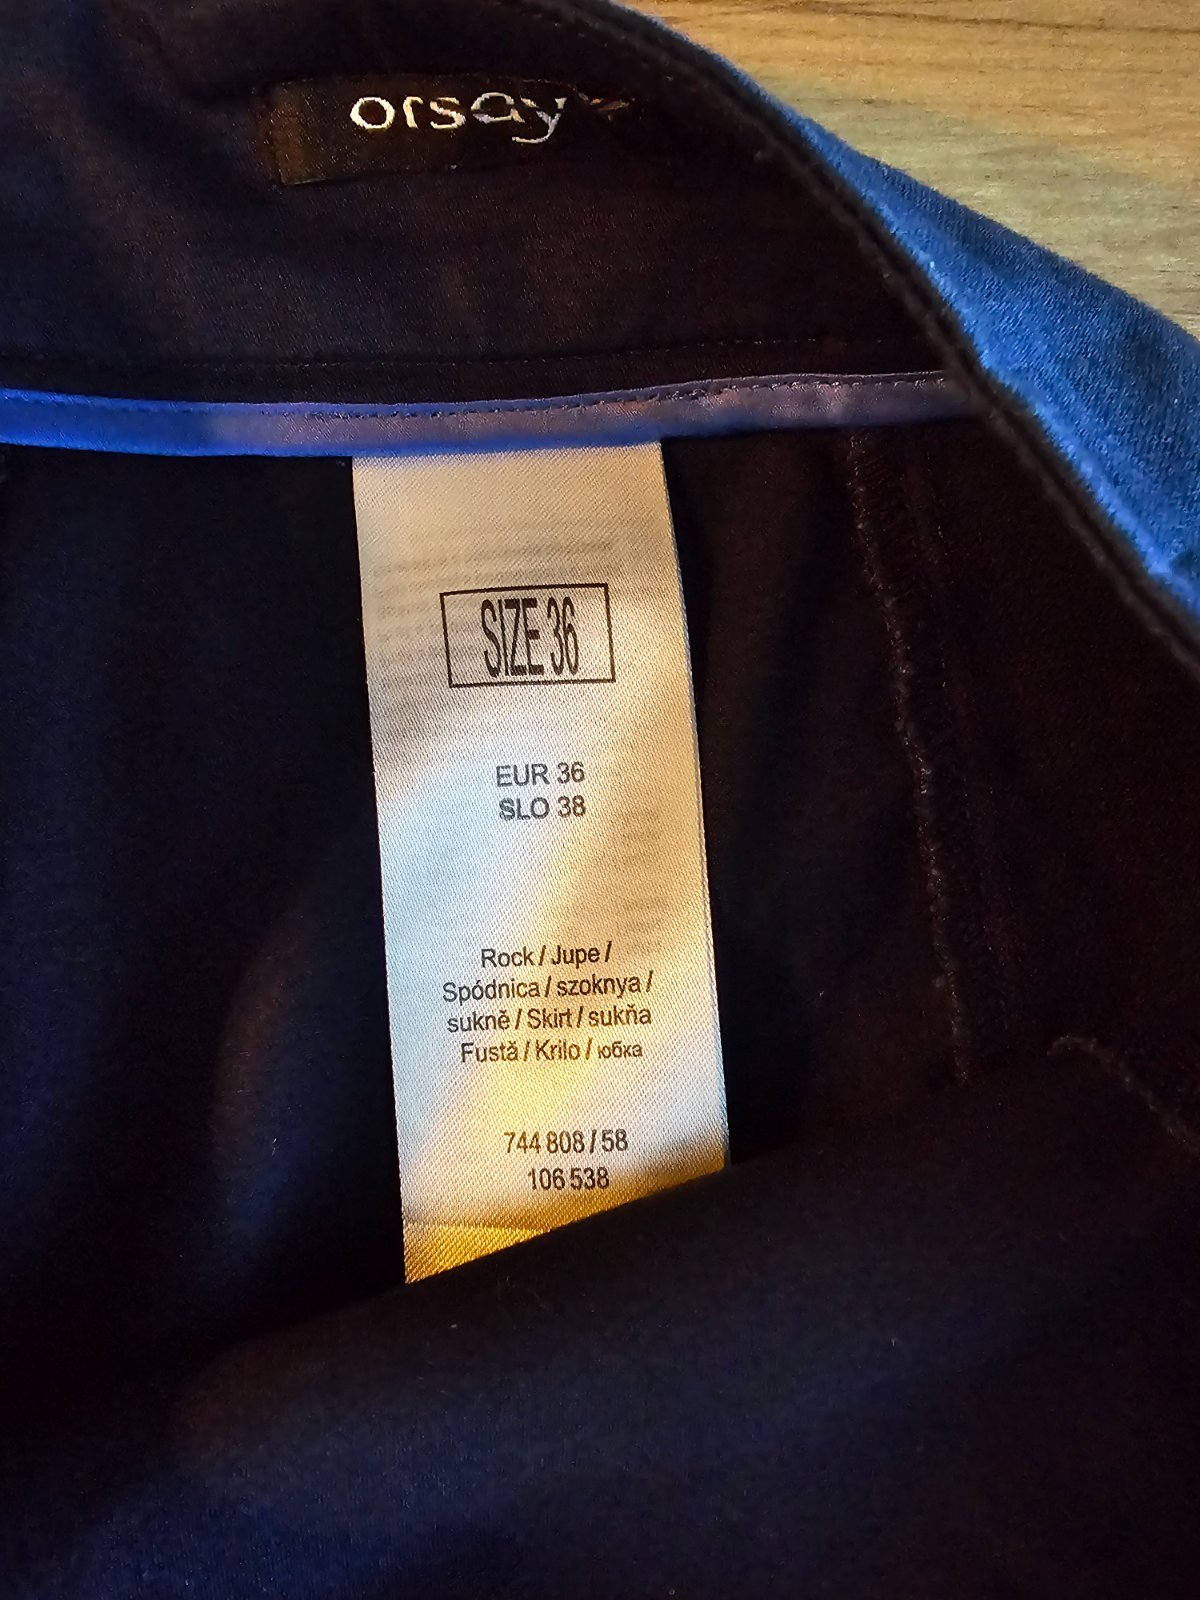 orsay
SIZE 36
EUR 36
SLO 38
Rock / Jupe /
Spódnica / szoknya /
sukně / Skirt / sukňa
Fustă / Krilo / юбка
744 808 / 58
106 538